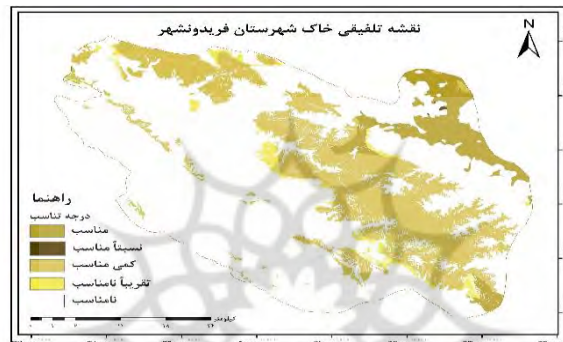 نقشه تلفیقی خاک شهرستان فریدونشهر
N
راهنما
درجه تناسب
مناسب
نسبتاً مناسب
کمی مناسب
تقریباً نامناسب
نامناسب
کیلومتر